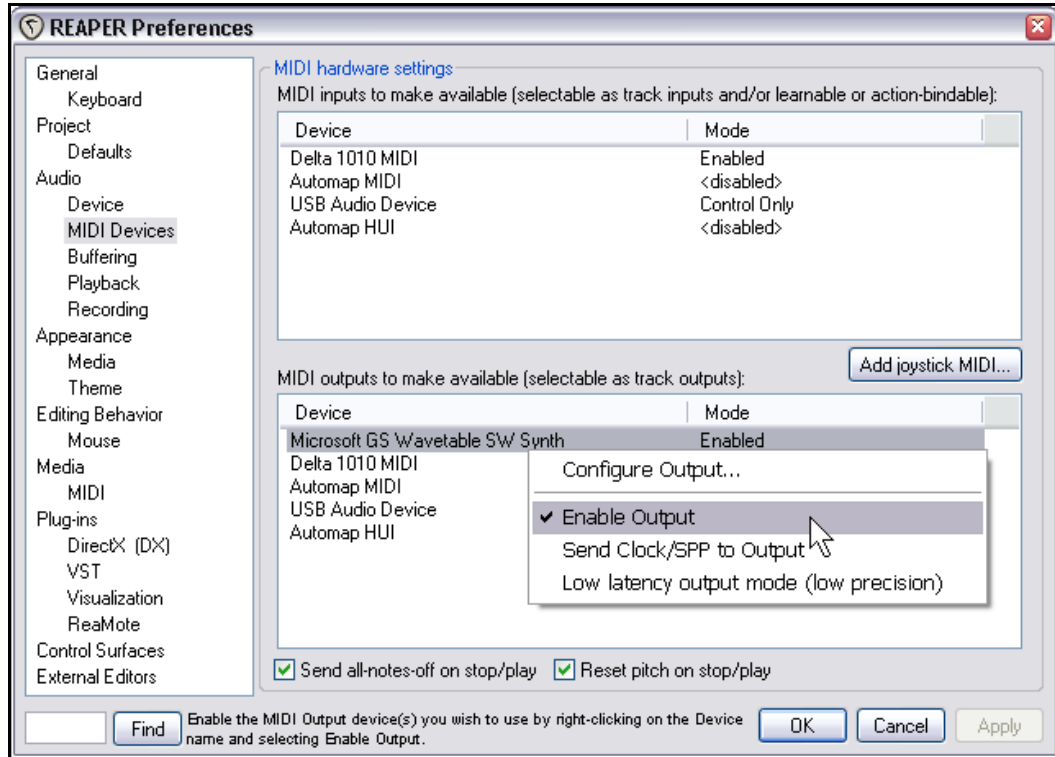 REAPER Preferences
General
Keyboard
Project
Defaults
Audio
Device
MIDI Devices
Buffering
Playback
Recording
Appearance
Media
Theme
Editing Behavior
Mouse
Media
MIDI
Plug-ins
DirectX (DX)
VST
Visualization
ReaMote
Control Surfaces
External Editors
MIDI hardware settings
MIDI inputs to make available (selectable as track inputs and/or learnable or action-bindable):
Device Mode
Delta 1010 MIDI Enabled
Automap MIDI <disabled>
USB Audio Device Control Only
Automap HUI <disabled>
Add joystick MIDI...
MIDI outputs to make available (selectable as track outputs):
Device Mode
Microsoft GS Wavetable SW Synth Enabled
Delta 1010 MIDI
Automap MIDI
USB Audio Device
Automap HUI
Configure Output...
Enable Output
Send Clock/SPP to Output
Low latency output mode (low precision)
Send all-notes-off on stop/play Reset pitch on stop/play
Find
Enable the MIDI Output device(s) you wish to use by right-clicking on the Device
name and selecting Enable Output.
OK Cancel Apply